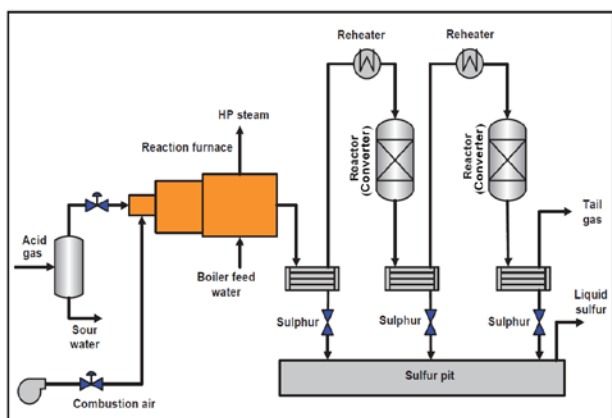 Reheater
Reheater
HP steam
Reaction furnace
Reactor
(Converter)
Reactor
(Converter)
Tail
gas
Acid
gas
Boiler feed
water
Sulphur
Sulphur
Sulphur
Liquid
sulfur
Sour
water
Sulfur pit
Combustion air